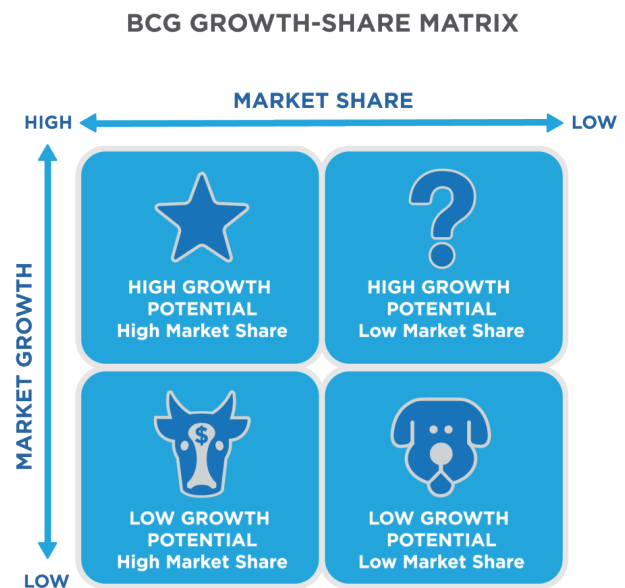 BCG GROWTH-SHARE MATRIX
MARKET SHARE
HIGH
LOW
MARKET GROWTH
HIGH GROWTH
POTENTIAL
High Market Share
?
HIGH GROWTH
POTENTIAL
Low Market Share
$
LOW GROWTH
POTENTIAL
High Market Share
LOW GROWTH
POTENTIAL
Low Market Share
LOW